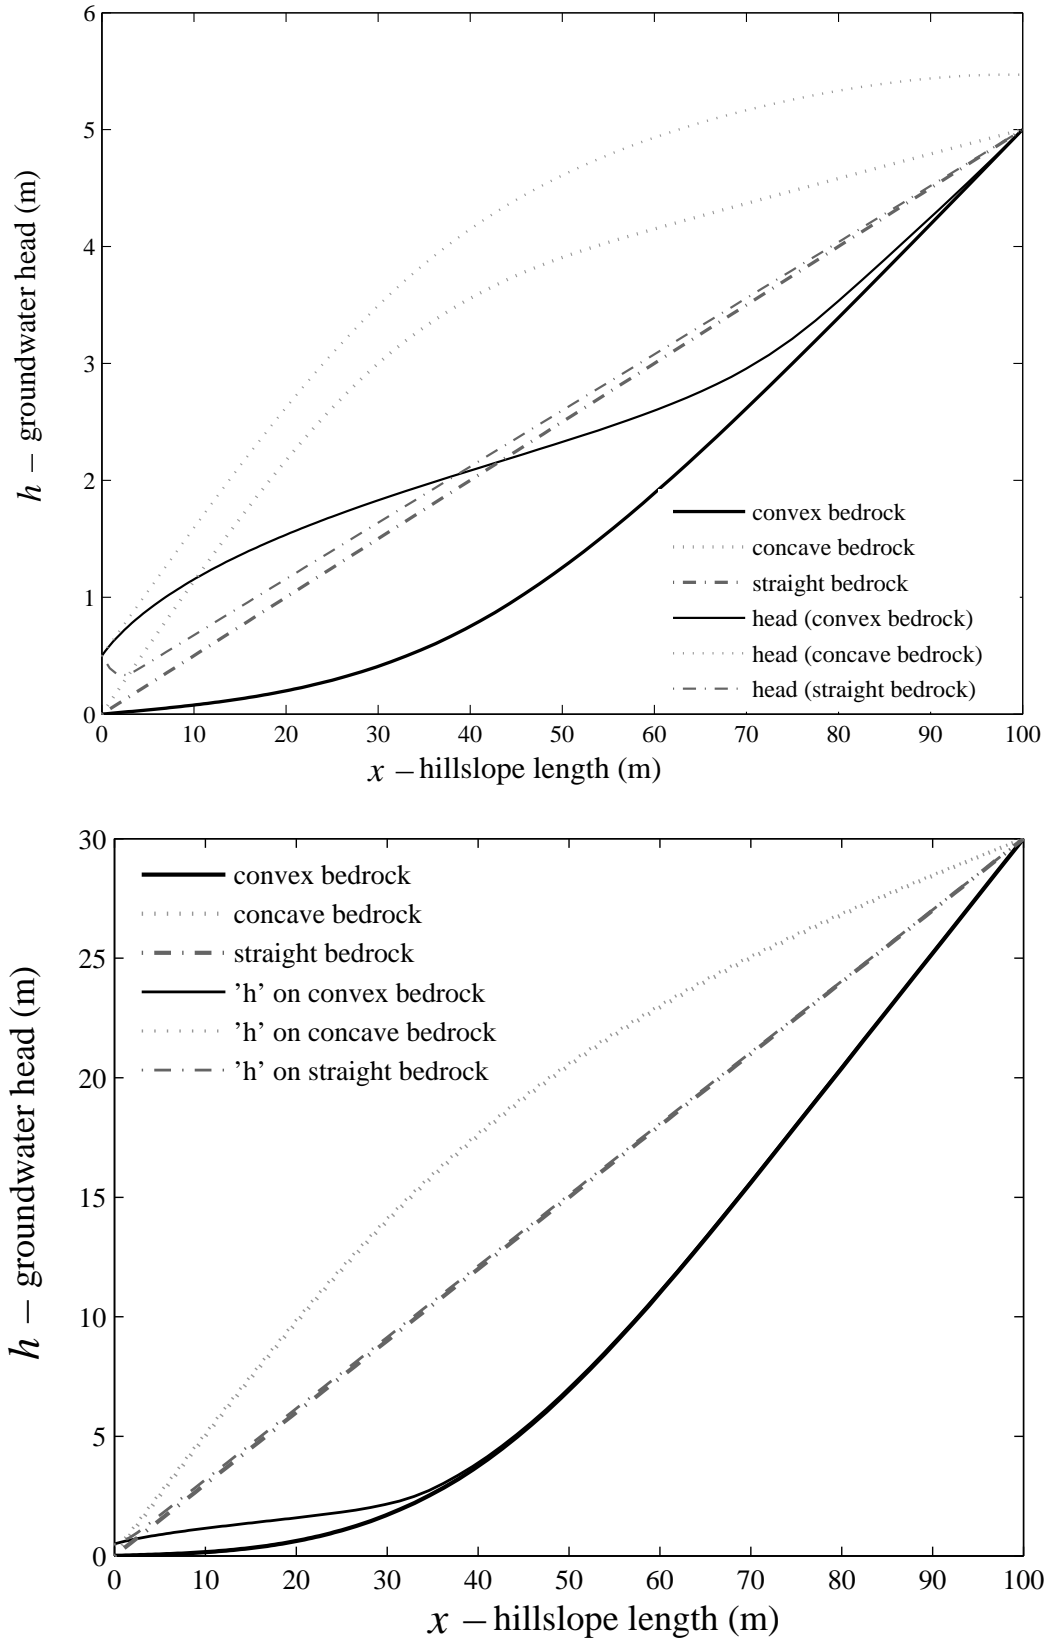 6
5
4
3
2
1
0
h – groundwater head (m)
convex bedrock
concave bedrock
straight bedrock
head (convex bedrock)
head (concave bedrock)
head (straight bedrock)
0 10 20 30 40 50 60 70 80 90 100
x – hillslope length (m)
30
25
20
15
10
5
0
h – groundwater head (m)
convex bedrock
concave bedrock
straight bedrock
'h' on convex bedrock
'h' on concave bedrock
'h' on straight bedrock
0 10 20 30 40 50 60 70 80 90 100
x – hillslope length (m)